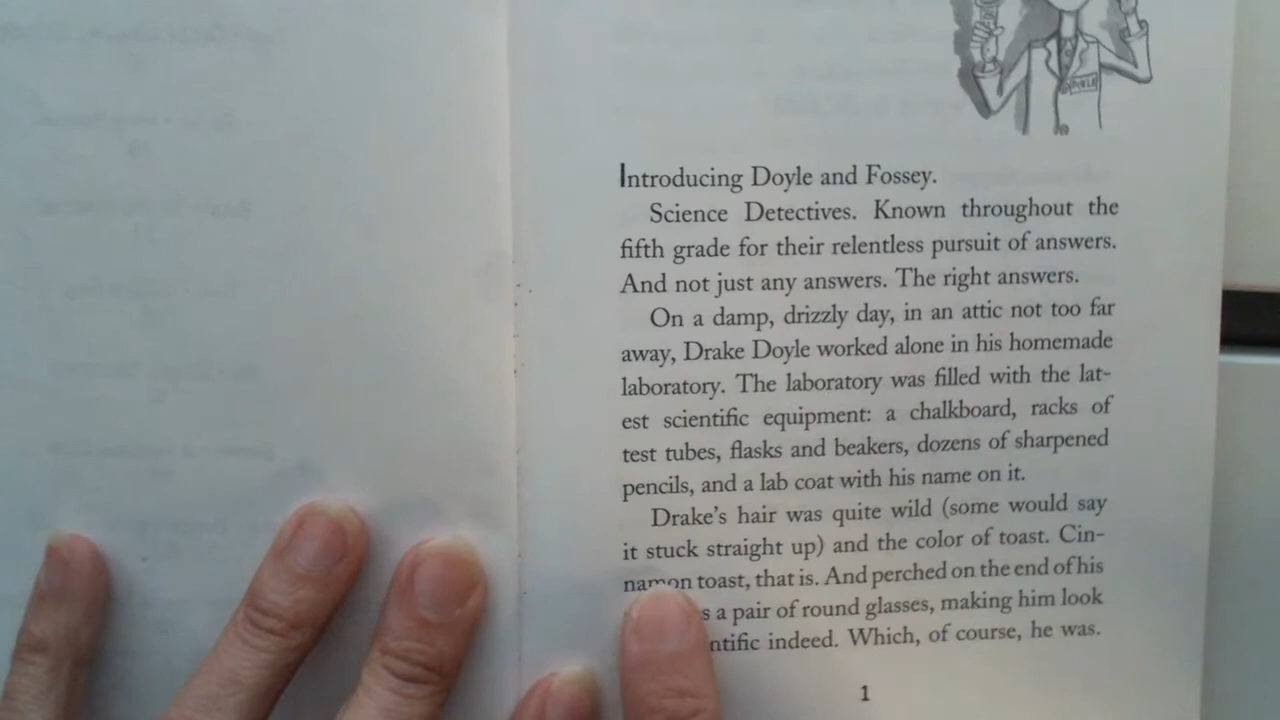 DOYLE
Introducing Doyle and Fossey.
Science Detectives. Known throughout the
fifth grade for their relentless pursuit of answers.
And not just any answers. The right answers.
On a damp, drizzly day, in an attic not too far
away, Drake Doyle worked alone in his homemade
laboratory. The laboratory was filled with the lat-
est scientific equipment: a chalkboard, racks of
test tubes, flasks and beakers, dozens of sharpened
pencils, and a lab coat with his name on it.
Drake's hair was quite wild (some would say
it stuck straight up) and the color of toast. Cin-
namon toast, that is. And perched on the end of his
s a pair of round glasses, making him look
ntific indeed. Which, of course, he was.
1